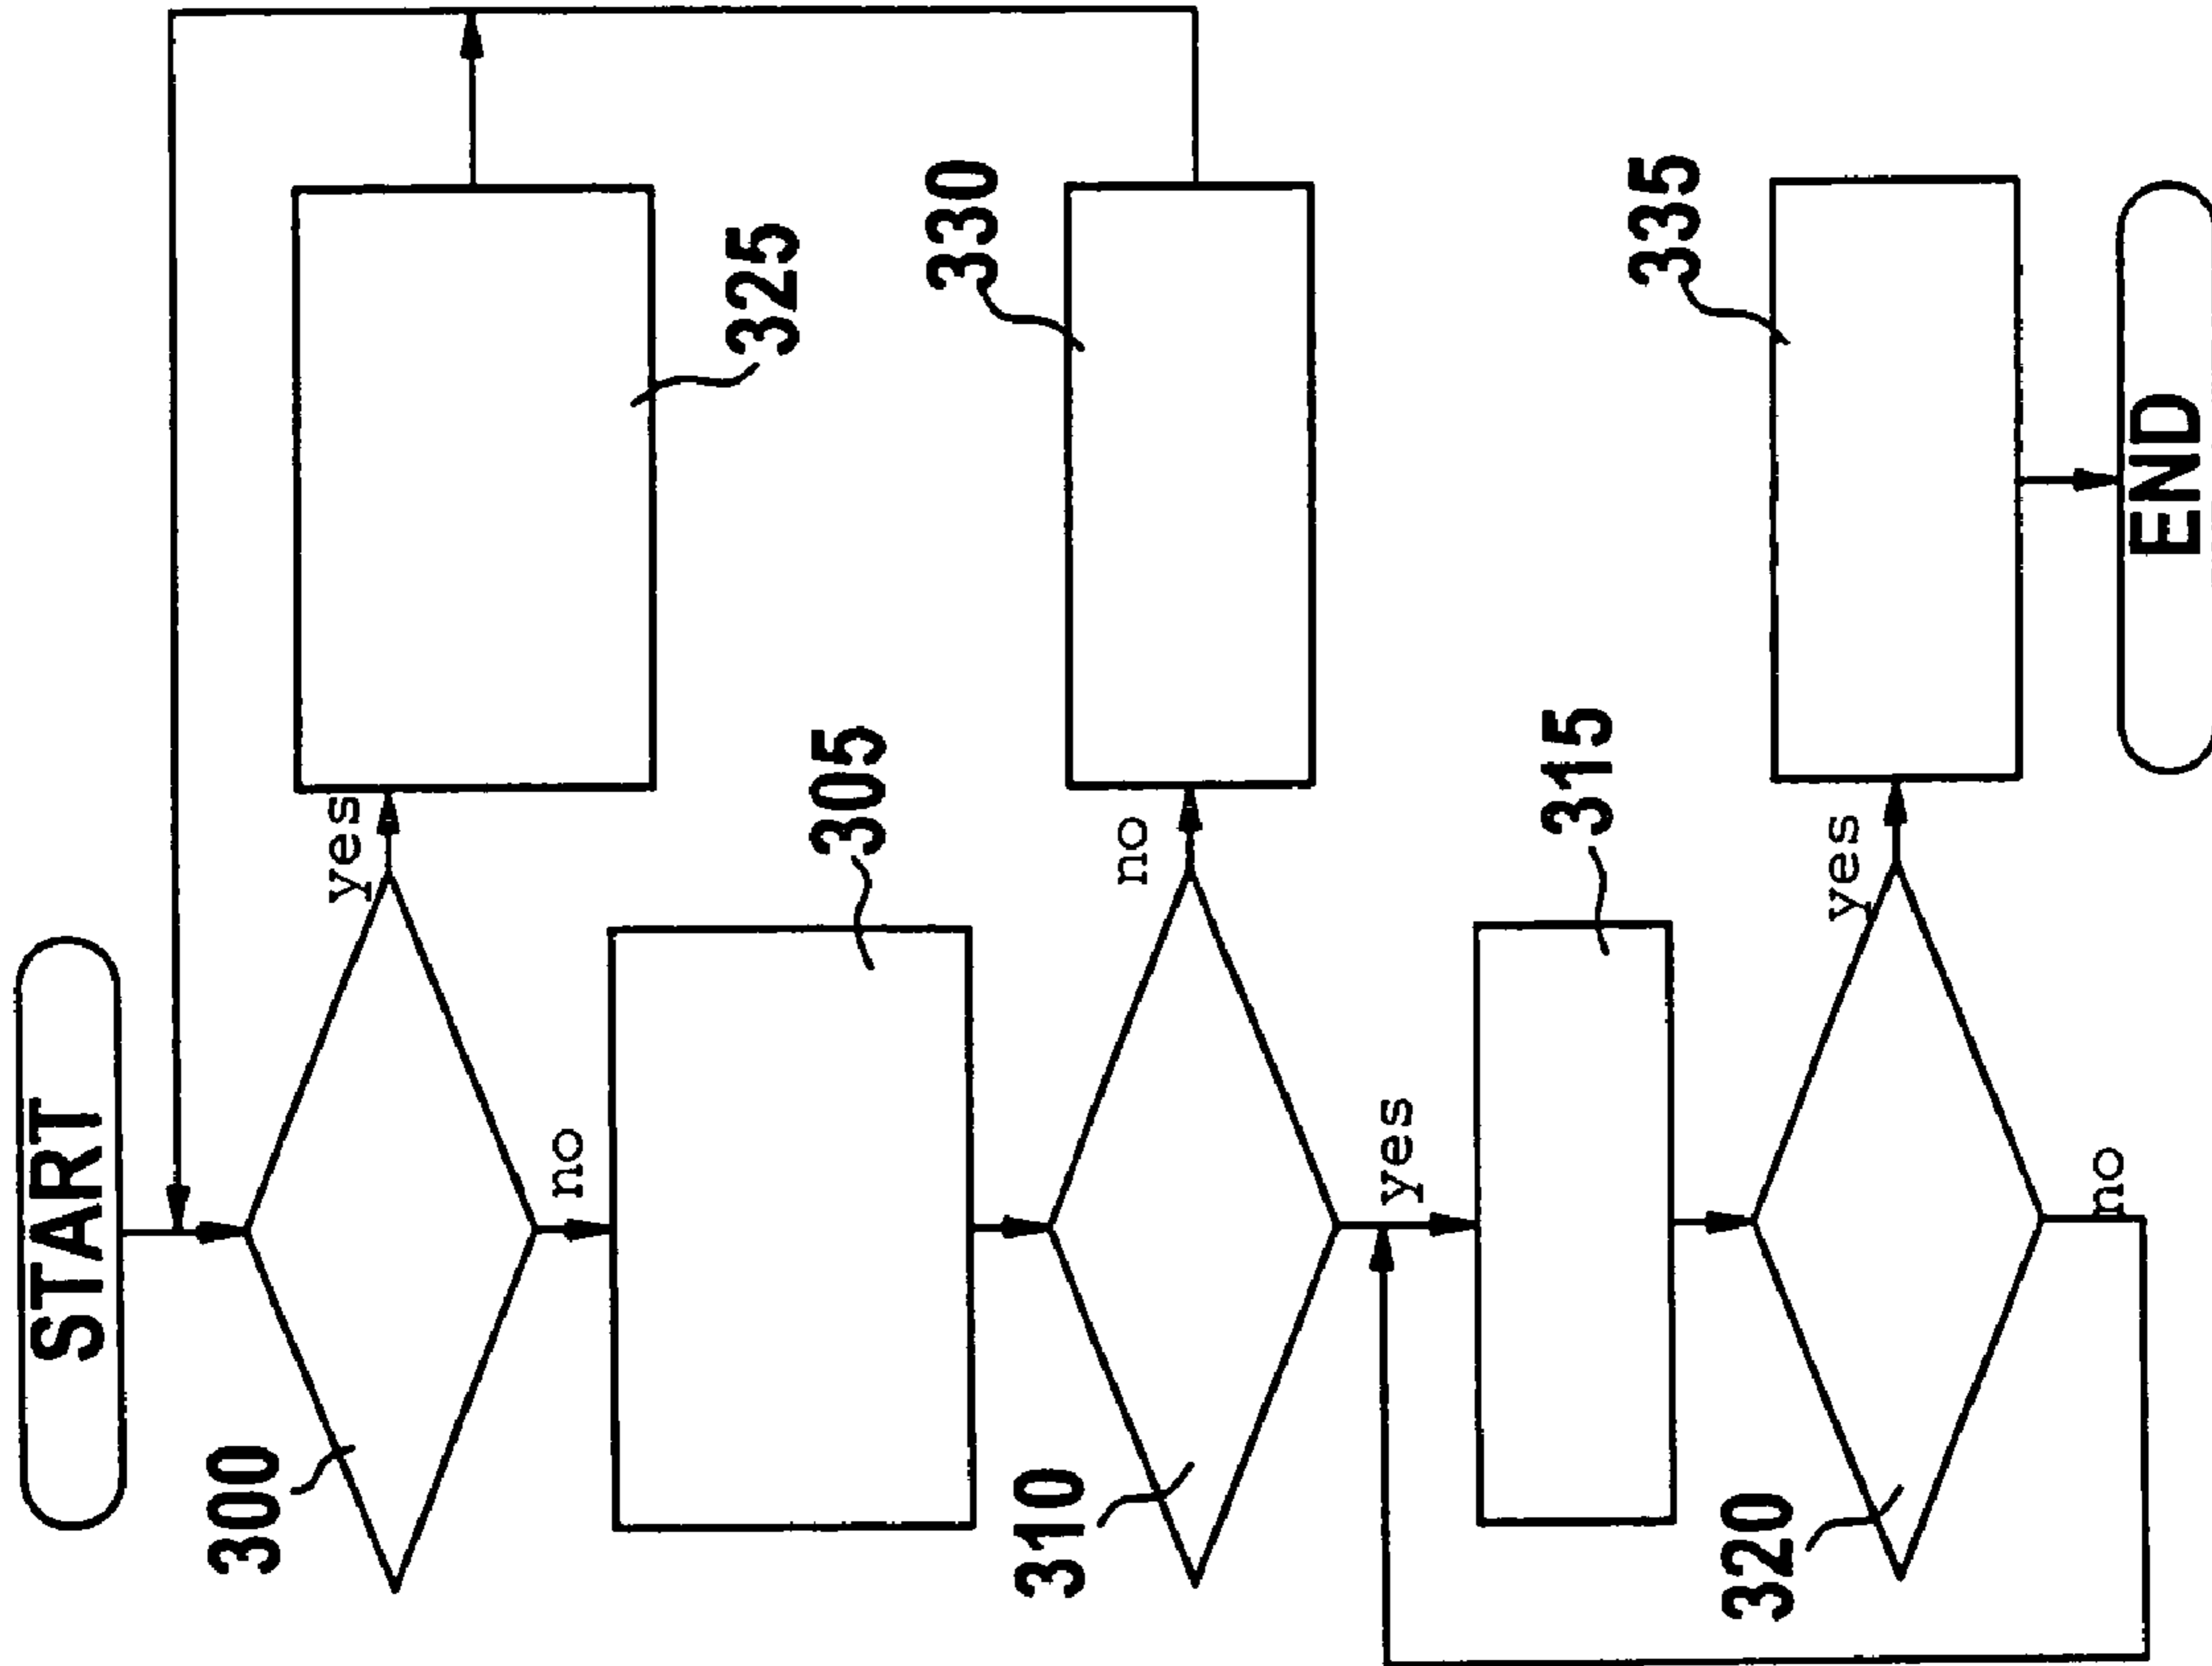 START
300
yes
325
no
305
310
no
330
yes
315
320
yes
335
no
END